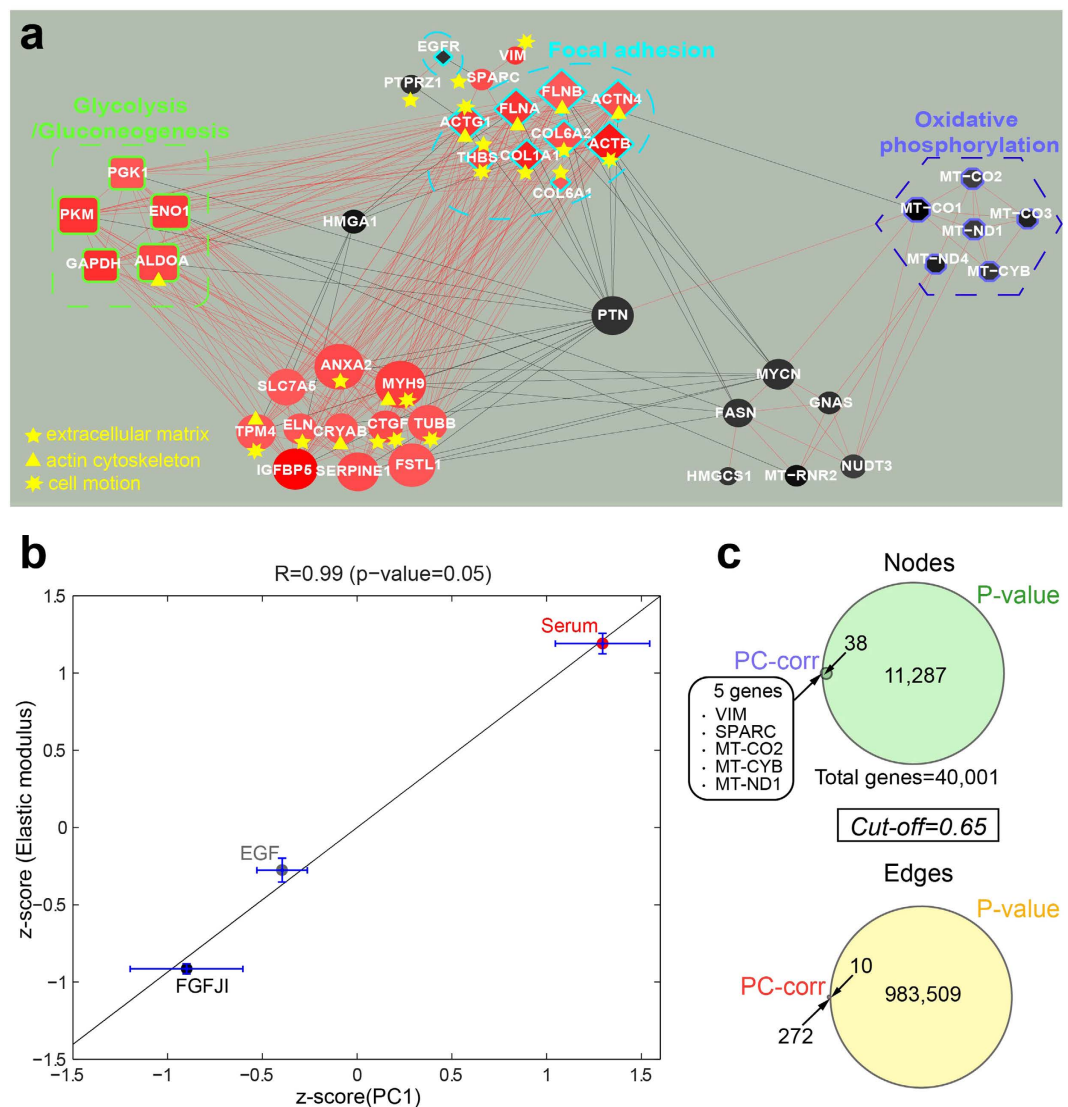 a
EGFR
VIM
Focal adhesion
PTPRZ1
SPARC
FLNB
ACTN4
FLNA
Glycolysis
/Gluconeogenesis
ACTG1
COL6A2
ACTB
Oxidative
phosphorylation
THBS
COL1A1
COL6A1
PGK1
MT-CO2
PKM
ENO1
HMGA1
MT-CO1
MT-CO3
MT-ND1
GAPDH
ALDOA
MT-ND4
MT-CYB
PTN
ANXA2
SLC7A5
MYH9
MYCN
GNAS
FASN
TPM4
ELN
CRYAB
CTGF
TUBB
extracellular matrix
actin cytoskeleton
cell motion
IGFBP5
SERPINE1
FSTL1
HMGCS1
MT-RNR2
NUDT3
b
R=0.99 (p-value=0.05)
z-score (Elastic modulus)
1.5
1
0.5
0
-0.5
-1
-1.5
Serum
EGF
FGFJI
-1.5
-1
-0.5
0
0.5
1
1.5
z-score(PC1)
c
Nodes
P-value
PC-corr
38
11,287
5 genes
· VIM
· SPARC
· MT-CO2
· MT-CYB
· MT-ND1
Total genes=40,001
Cut-off=0.65
Edges
P-value
PC-corr
10
983,509
272